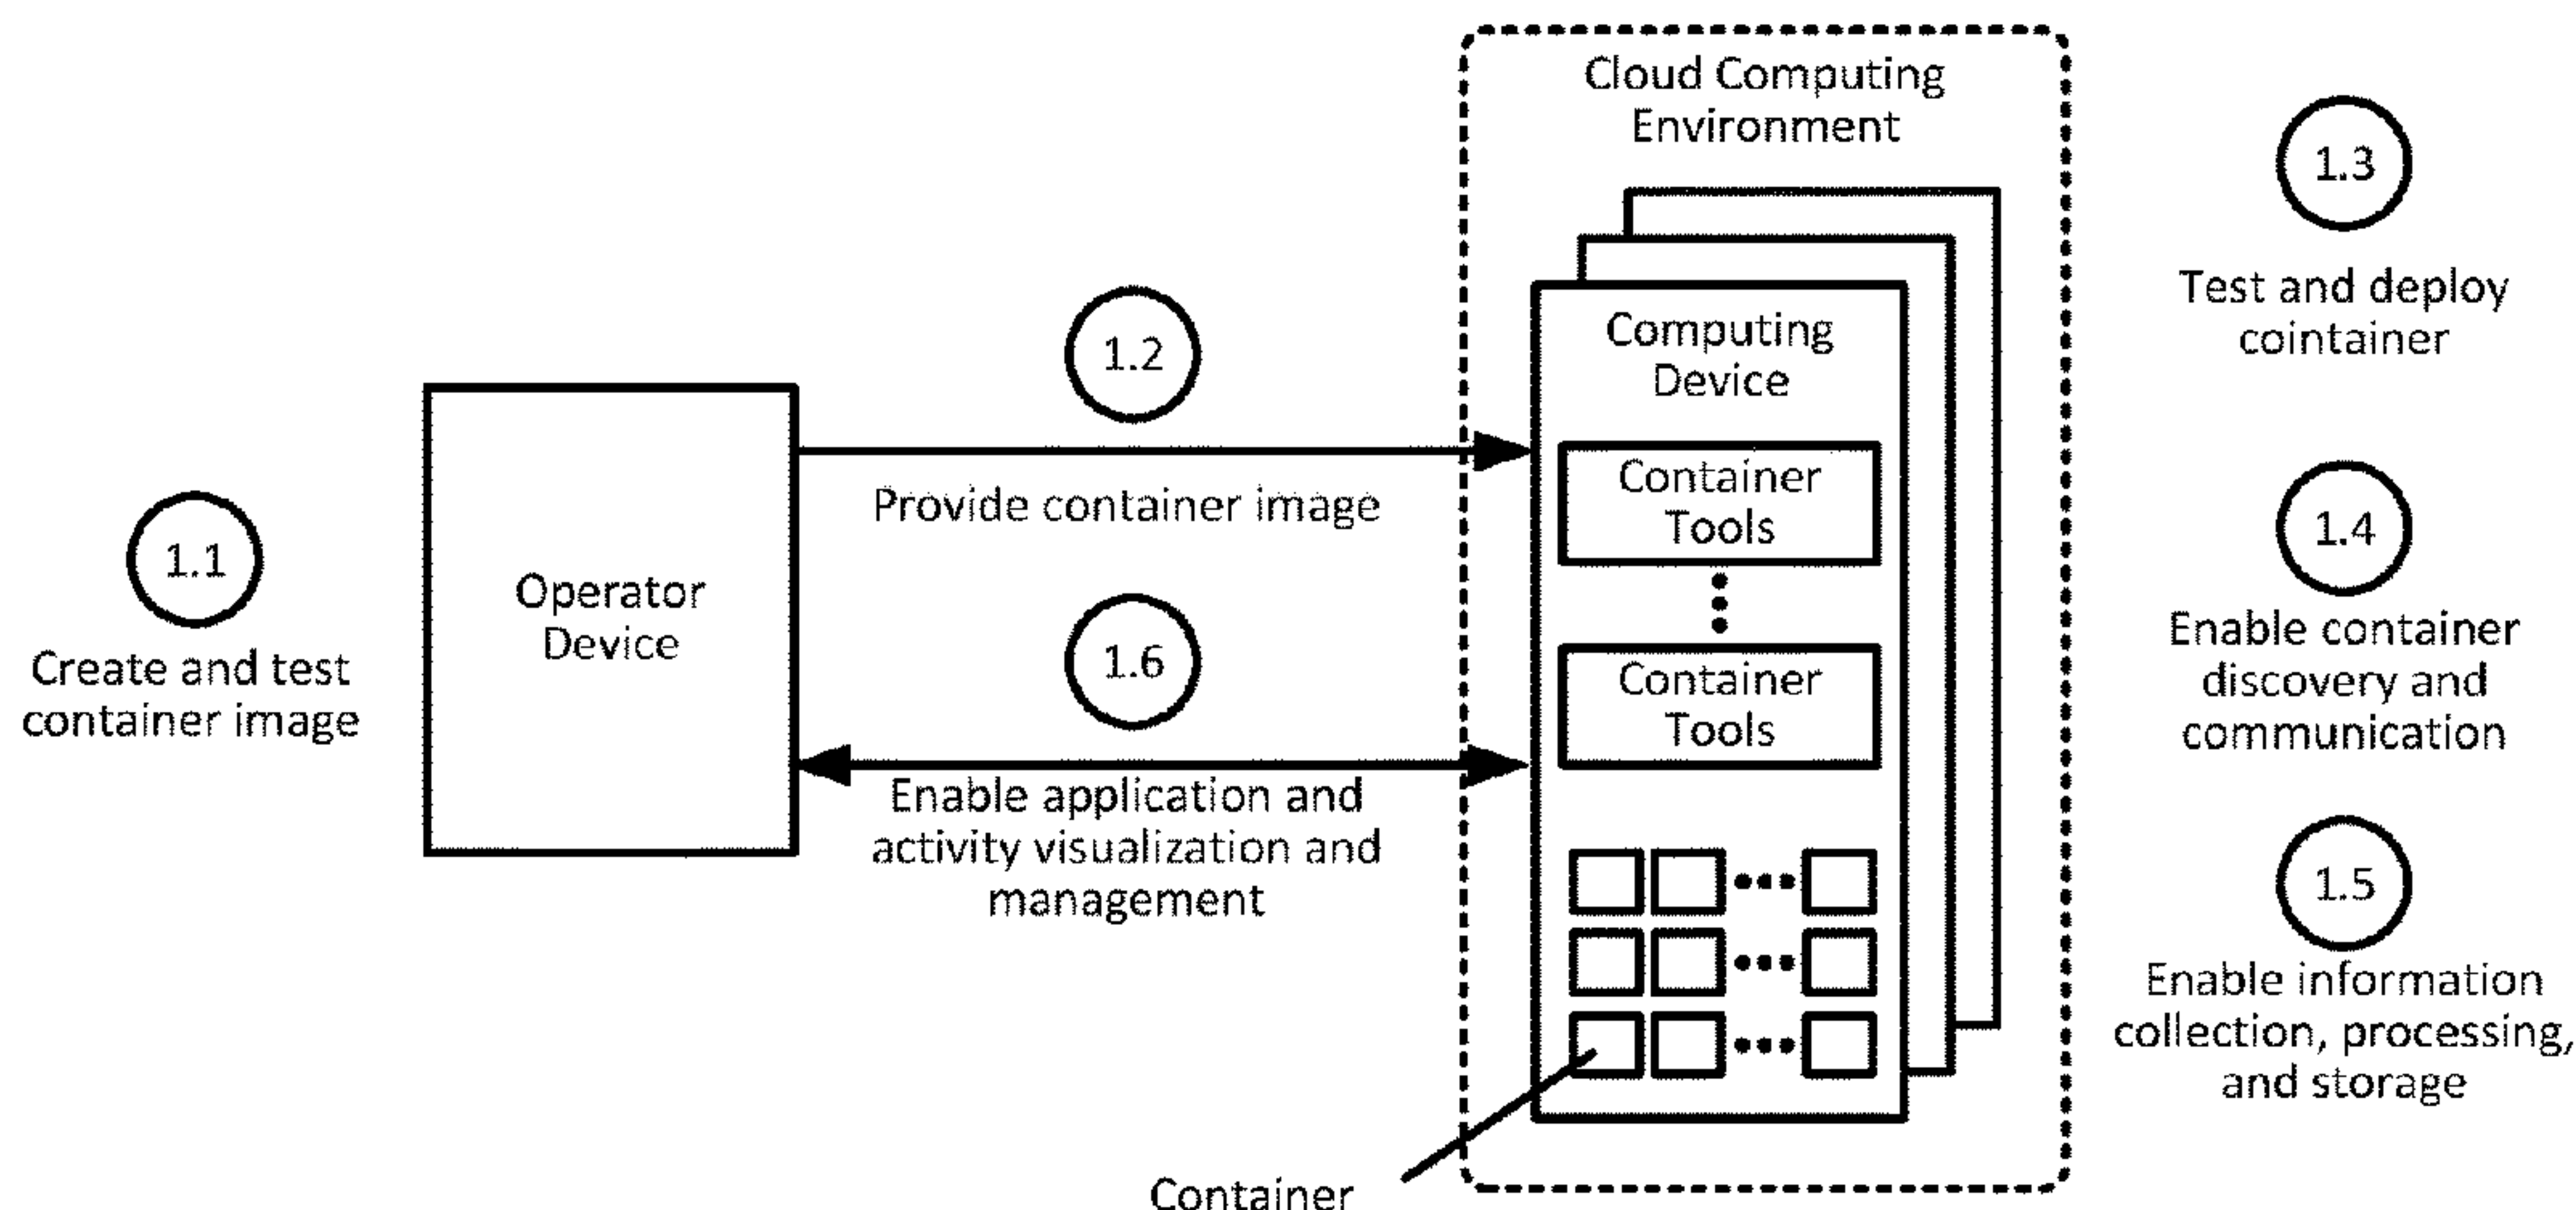 1.1
Create and test
container image
Operator
Device
1.2
Provide container image
1.6
Enable application and
activity visualization and
management
Cloud Computing
Environment
Computing
Device
Container
Tools
Container
Tools
Container
1.3
Test and deploy
cointainer
1.4
Enable container
discovery and
communication
1.5
Enable information
collection, processing,
and storage